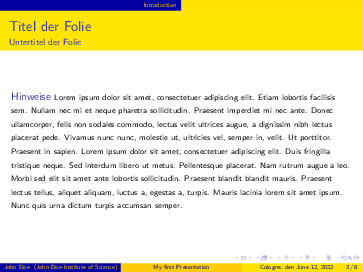 Introduction
Titel der Folie
Untertitel der Folie
Hinweise Lorem ipsum dolor sit amet, consectetuer adipiscing elit. Etiam lobortis facilisis
sem. Nullam nec mi et neque pharetra sollicitudin. Praesent imperdiet mi nec ante. Donec
ullamcorper, felis non sodales commodo, lectus velit ultrices augue, a dignissim nibh lectus
placerat pede. Vivamus nunc nunc, molestie ut, ultricies vel, semper in, velit. Ut porttitor.
Praesent in sapien. Lorem ipsum dolor sit amet, consectetuer adipiscing elit. Duis fringilla
tristique neque. Sed interdum libero ut metus. Pellentesque placerat. Nam rutrum augue a leo.
Morbi sed elit sit amet ante lobortis sollicitudin. Praesent blandit blandit mauris. Praesent
lectus tellus, aliquet aliquam, luctus a, egestas a, turpis. Mauris lacinia lorem sit amet ipsum.
Nunc quis urna dictum turpis accumsan semper.
John Doe (John-Doe-Institute of Science) My first Presentation Cologne, den June 12, 2022 3 / 8